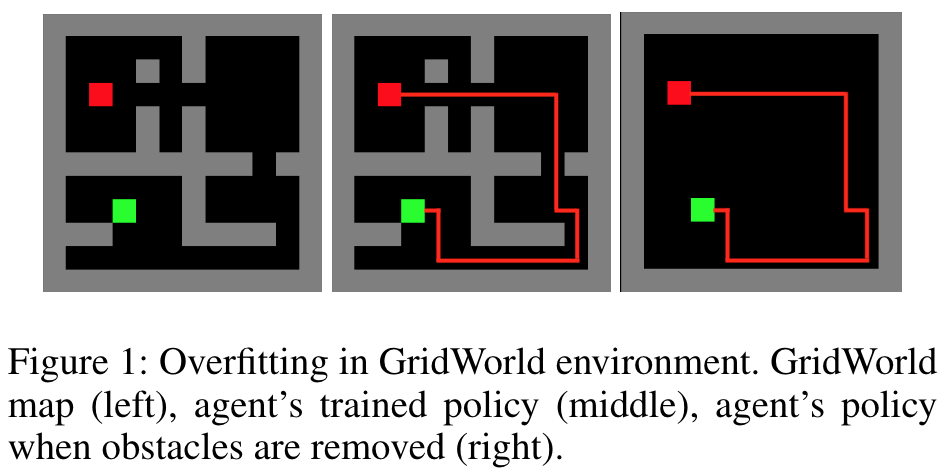 Figure 1: Overfitting in GridWorld environment. GridWorld
map (left), agent's trained policy (middle), agent's policy
when obstacles are removed (right).